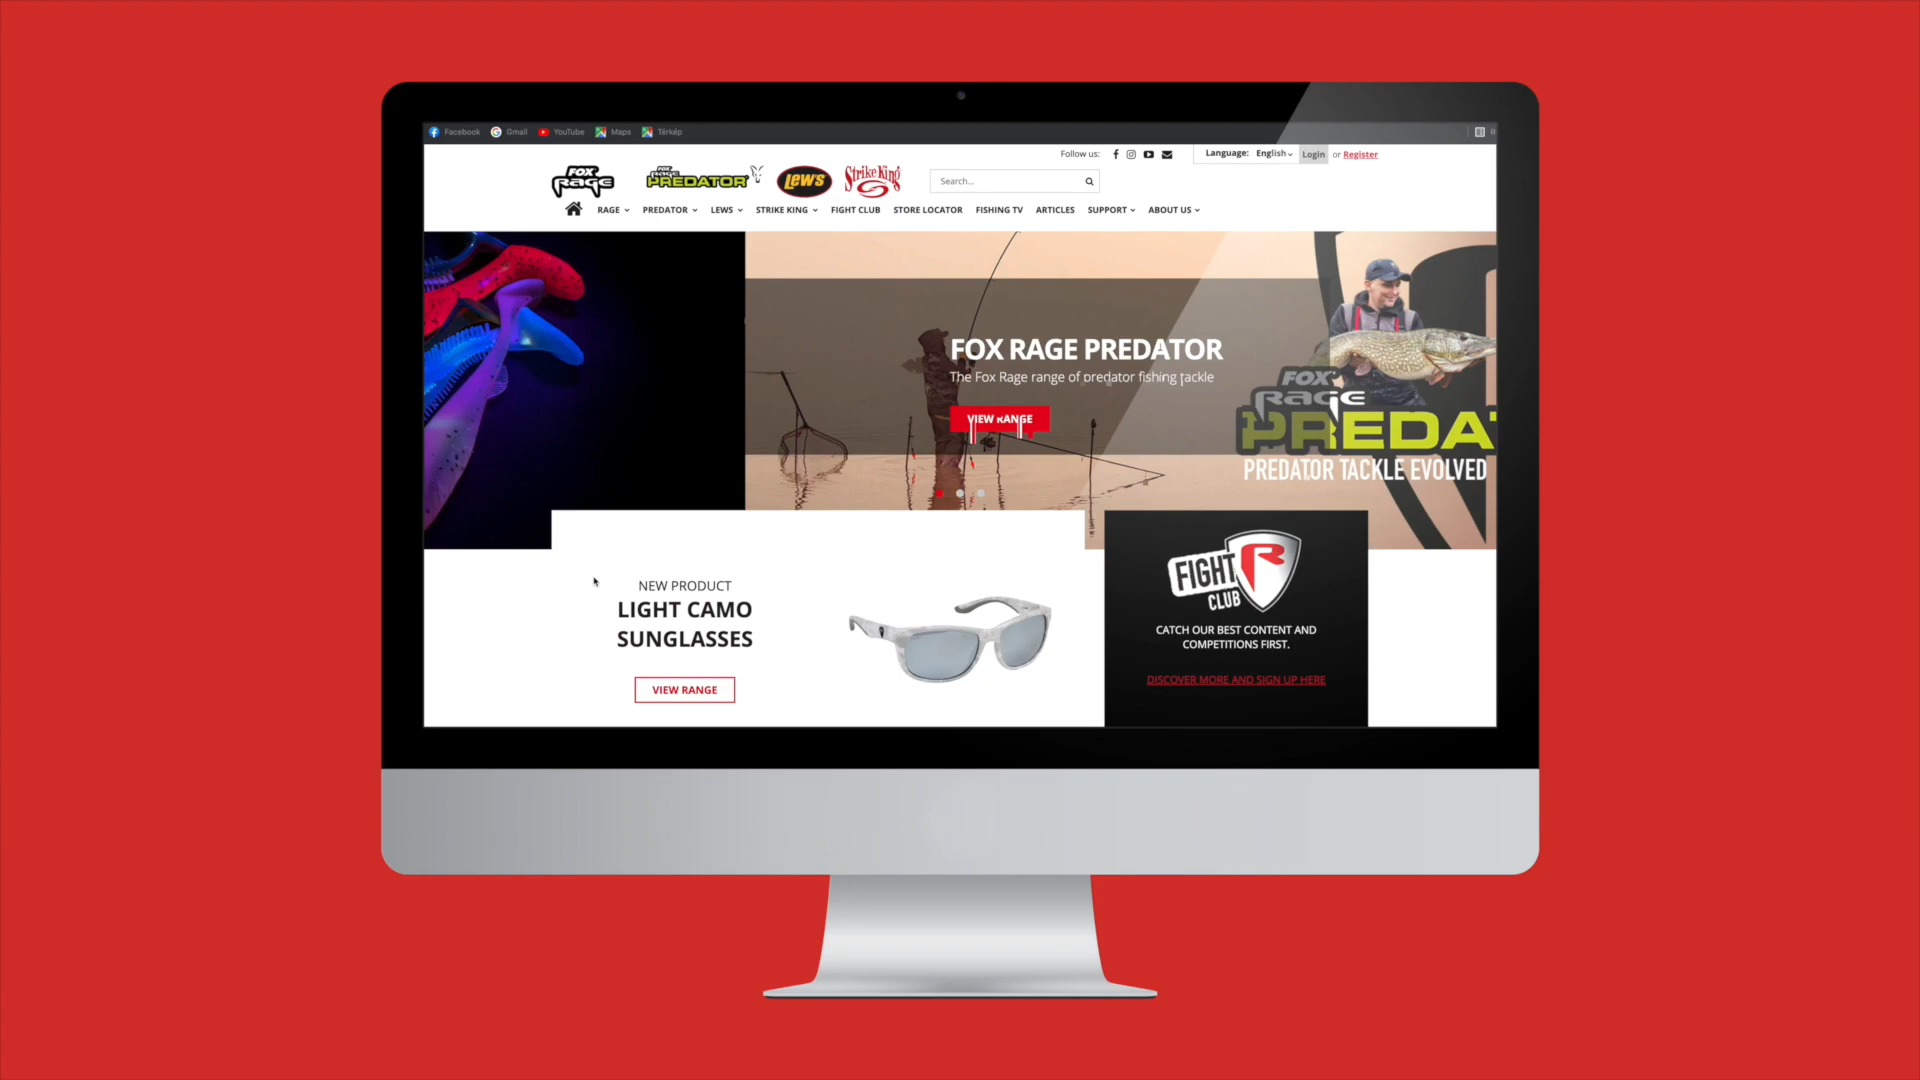 Facebook Gmail YouTube Maps Térkép R
Follow us: Language: English Login or Register
FOX RAGE
FOX RAGE PREDATOR
LEW'S
Strike King
Search...
RAGE PREDATOR LEWS STRIKE KING FIGHT CLUB STORE LOCATOR FISHING TV ARTICLES SUPPORT ABOUT US
FOX RAGE PREDATOR
The Fox Rage range of predator fishing tackle
VIEW RANGE
FOX
RAGE
PREDAT
PREDATOR TACKLE EVOLVED
NEW PRODUCT
LIGHT CAMO
SUNGLASSES
VIEW RANGE
FIGHT R
CLUB
CATCH OUR BEST CONTENT AND
COMPETITIONS FIRST.
DISCOVER MORE AND SIGN UP HERE